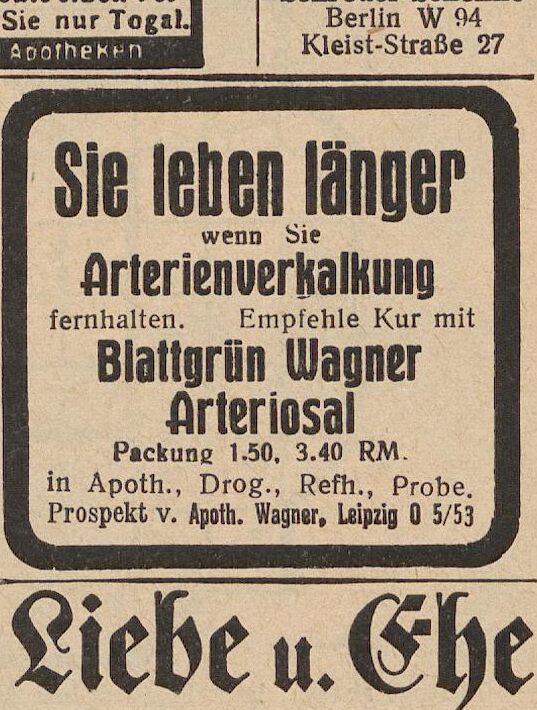 Sie nur Togal.
Apotheken
Berlin W 94
Kleist-Straße 27
Sie leben länger
wenn Sie
Arterienverkalkung
fernhalten. Empfehle Kur mit
Blattgrün Wagner
Arteriosal
Packung 1.50, 3.40 RM.
in Apoth., Drog., Refh., Probe.
Prospekt v. Apoth. Wagner, Leipzig O 5/53
Liebe u. Ehe